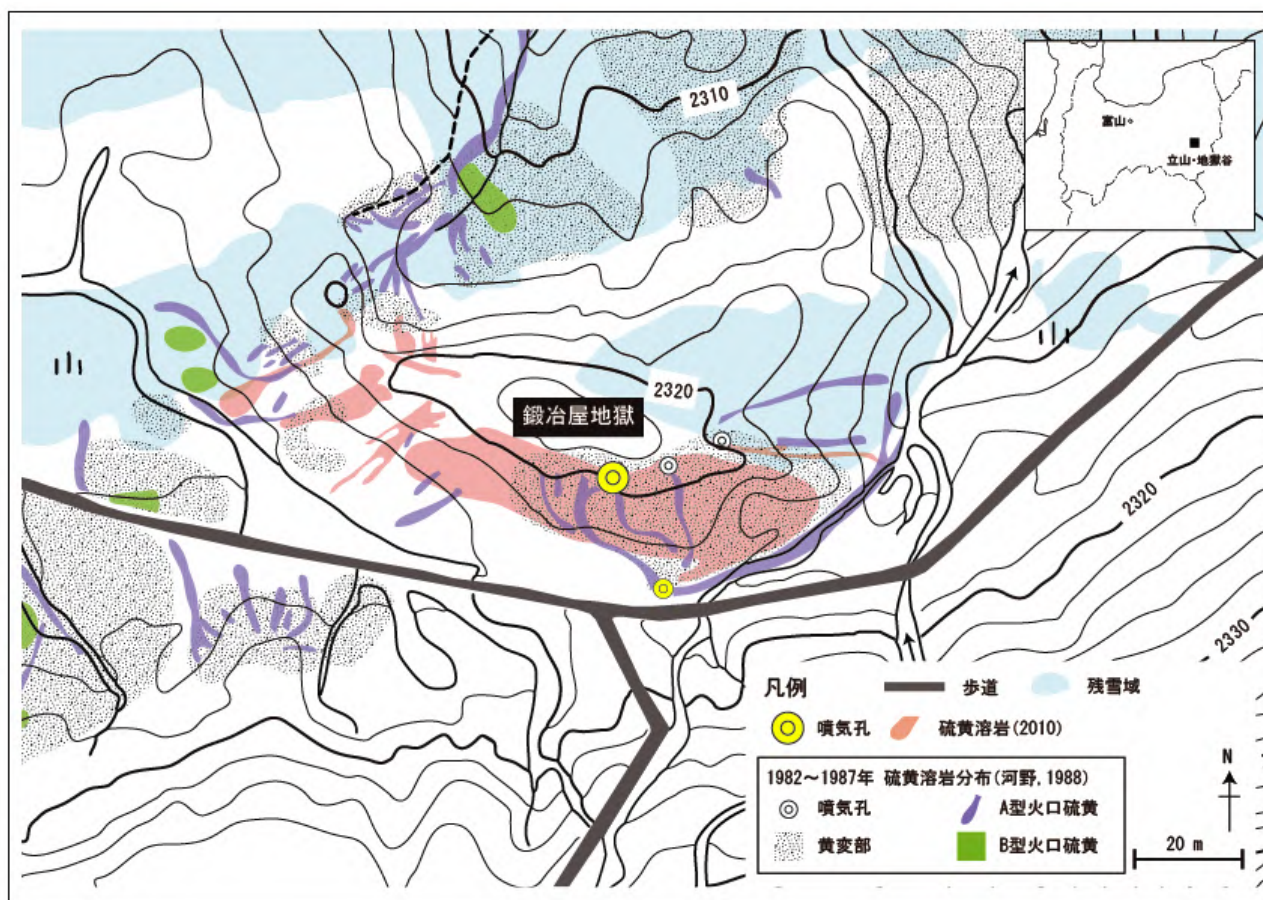 2310
富山
立山・地獄谷
2320
鍛冶屋地獄
2320
2330
凡例
歩道
残雪域
噴気孔
硫黄溶岩(2010)
1982～1987年 硫黄溶岩分布(河野, 1988)
噴気孔
A型火口硫黄
黄変部
B型火口硫黄
N
20 m